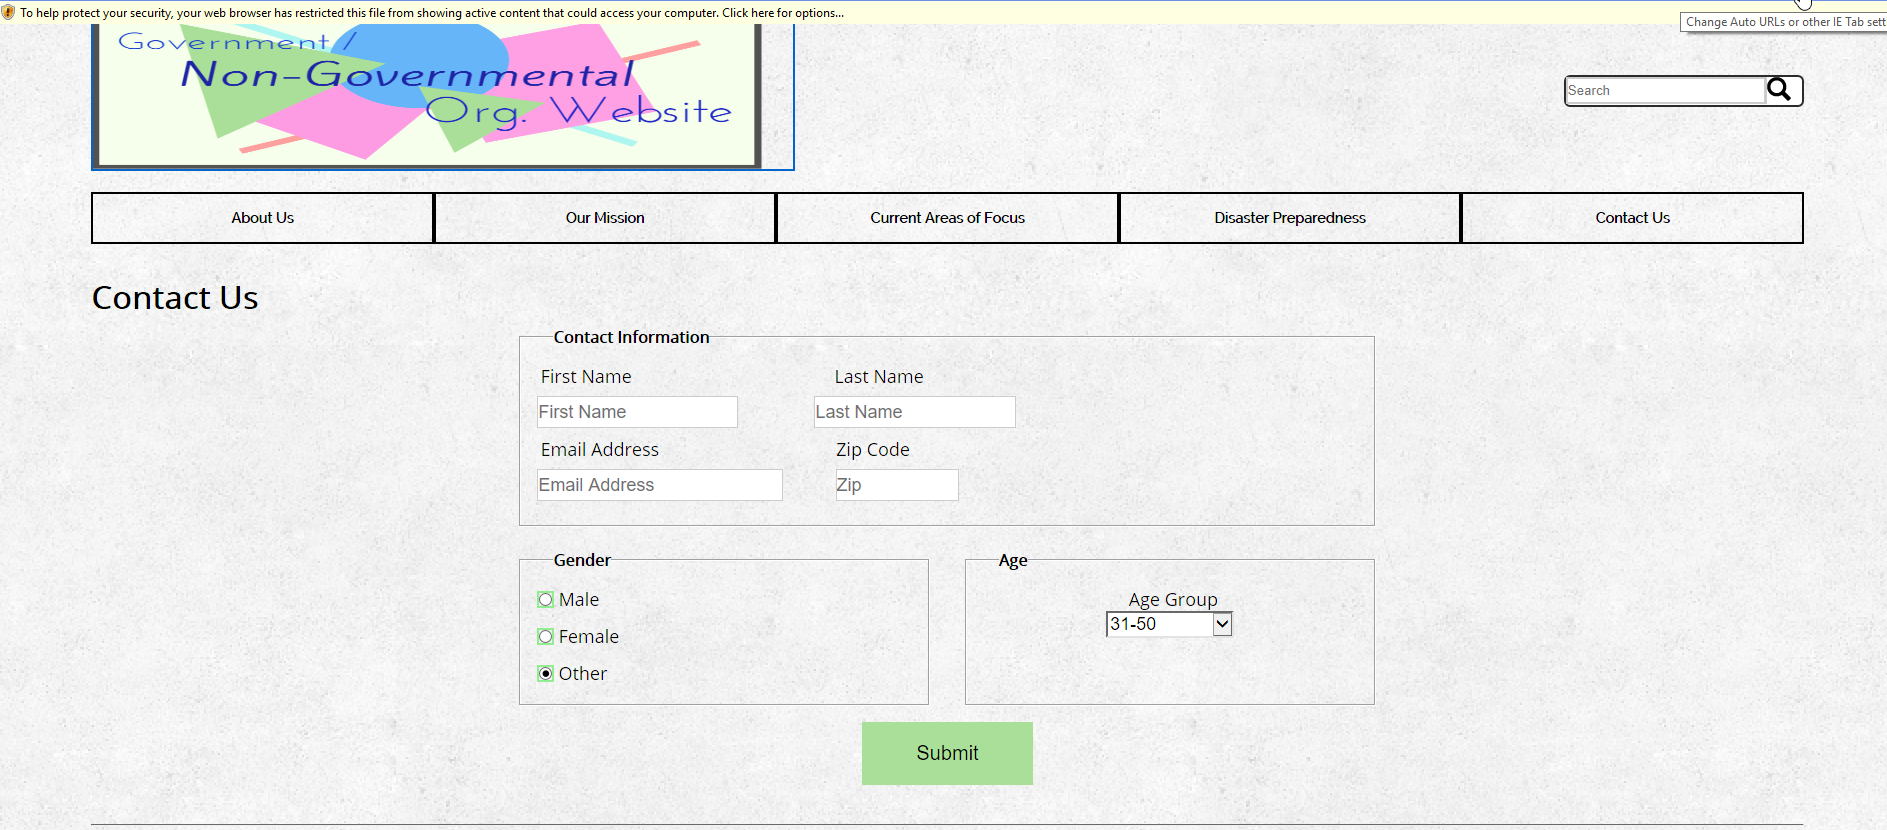 To help protect your security, your web browser has restricted this file from showing active content that could access your computer. Click here for options...
Change Auto URLs or other IE Tab sett
Government /
Non-Governmental
Org. Website
Search
About Us
Our Mission
Current Areas of Focus
Disaster Preparedness
Contact Us
Contact Us
Contact Information
First Name Last Name
First Name Last Name
Email Address Zip Code
Email Address Zip
Gender
Male
Female
Other
Age
Age Group
31-50
Submit